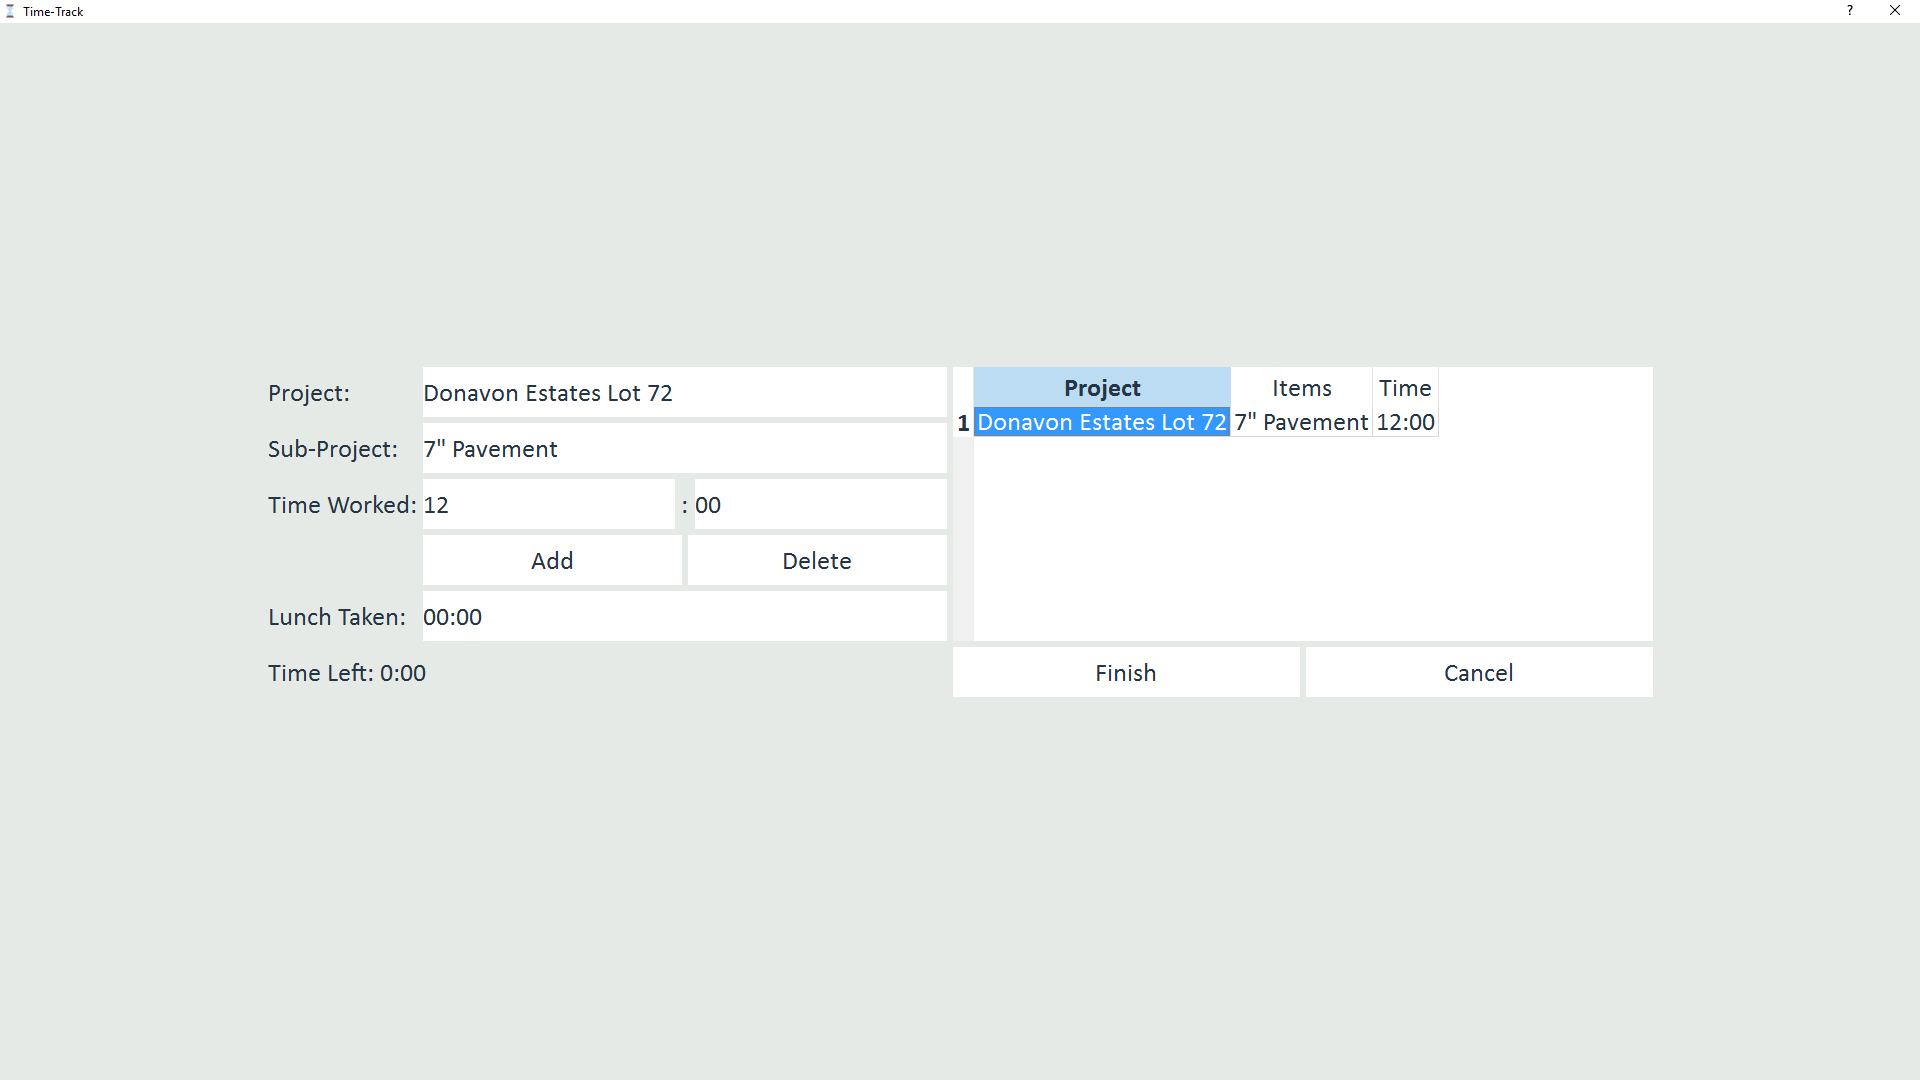 Time-Track ?
Project: Donavon Estates Lot 72
Sub-Project: 7" Pavement
Time Worked: 12 : 00
Add Delete
Lunch Taken: 00:00
Time Left: 0:00
Project Items Time
1 Donavon Estates Lot 72 7" Pavement 12:00
Finish Cancel